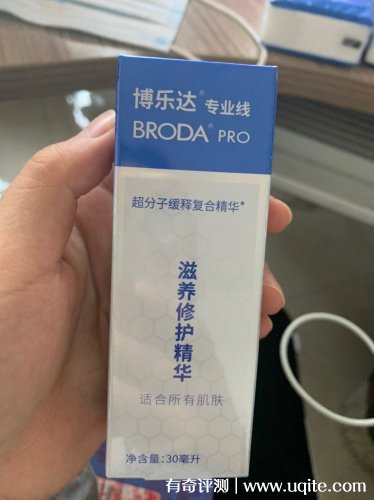 博乐达® 专业线
BRODA® PRO
超分子缓释复合精华*
滋养修护精华
适合所有肌肤
净含量:30毫升
有奇评测 | www.uqite.com